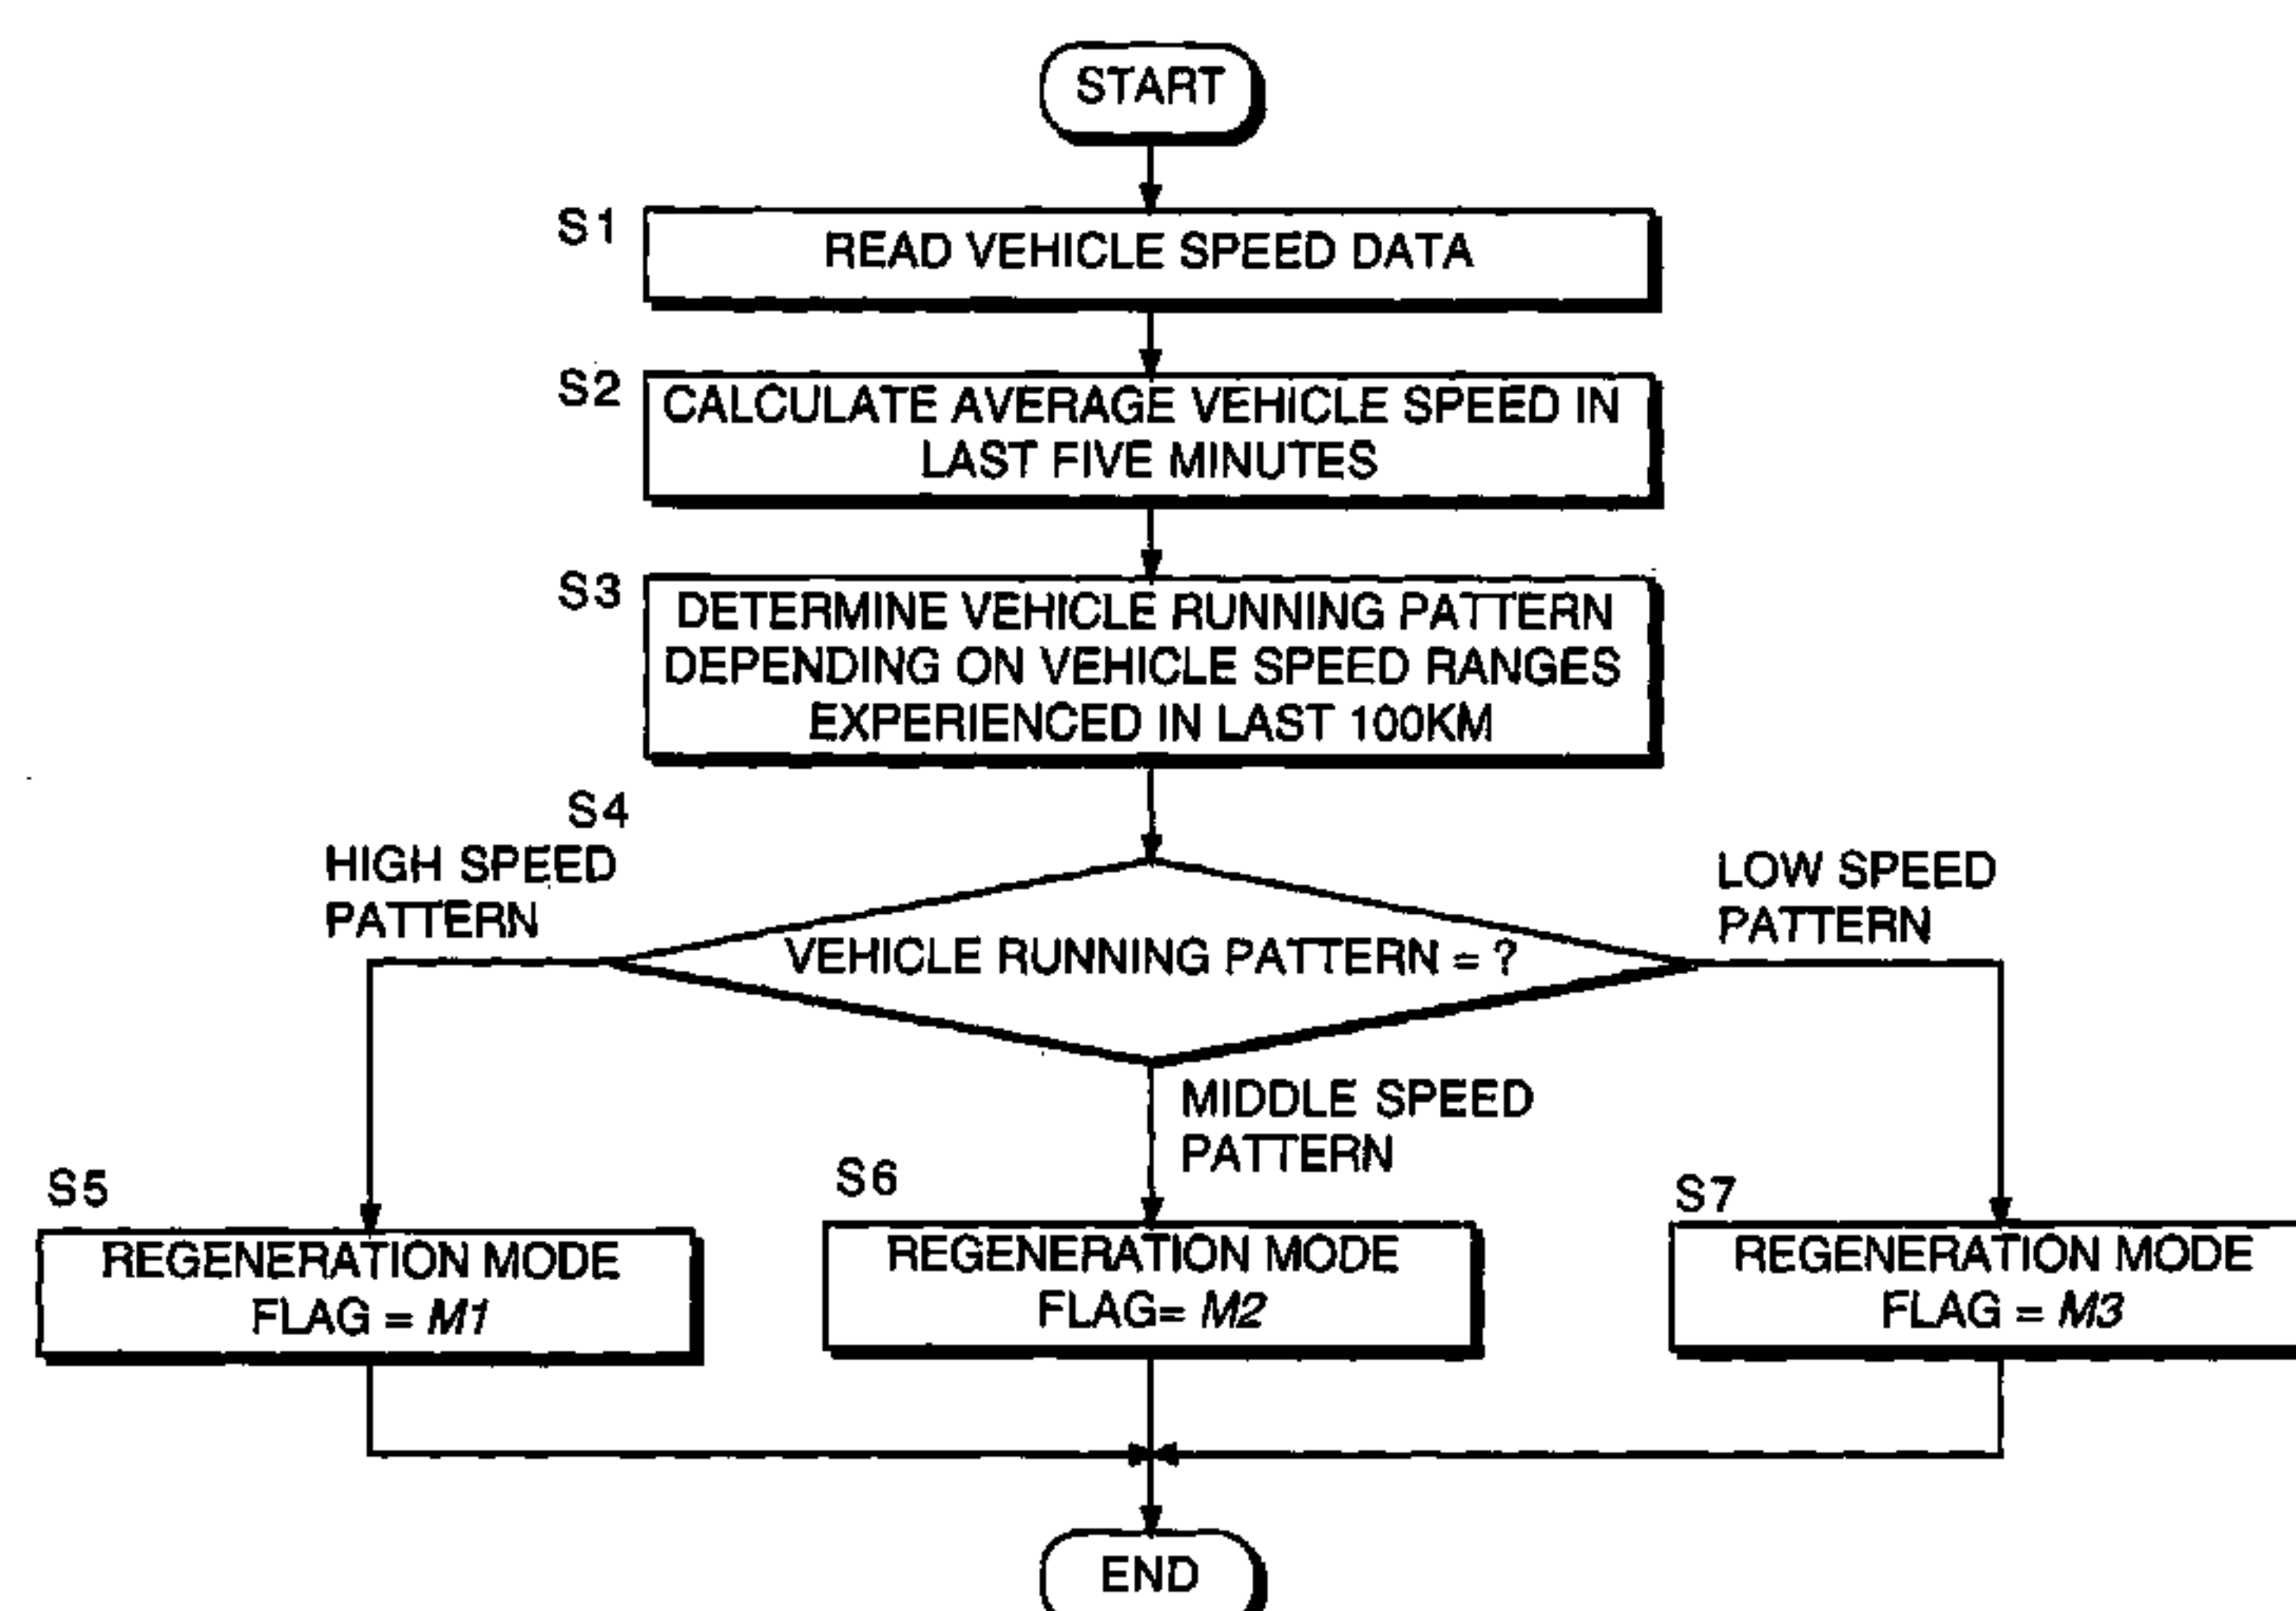 START
S1
READ VEHICLE SPEED DATA
S2
CALCULATE AVERAGE VEHICLE SPEED IN
LAST FIVE MINUTES
S3
DETERMINE VEHICLE RUNNING PATTERN
DEPENDING ON VEHICLE SPEED RANGES
EXPERIENCED IN LAST 100KM
S4
HIGH SPEED
PATTERN
VEHICLE RUNNING PATTERN = ?
LOW SPEED
PATTERN
MIDDLE SPEED
PATTERN
S5
REGENERATION MODE
FLAG = M1
S6
REGENERATION MODE
FLAG= M2
S7
REGENERATION MODE
FLAG = M3
END